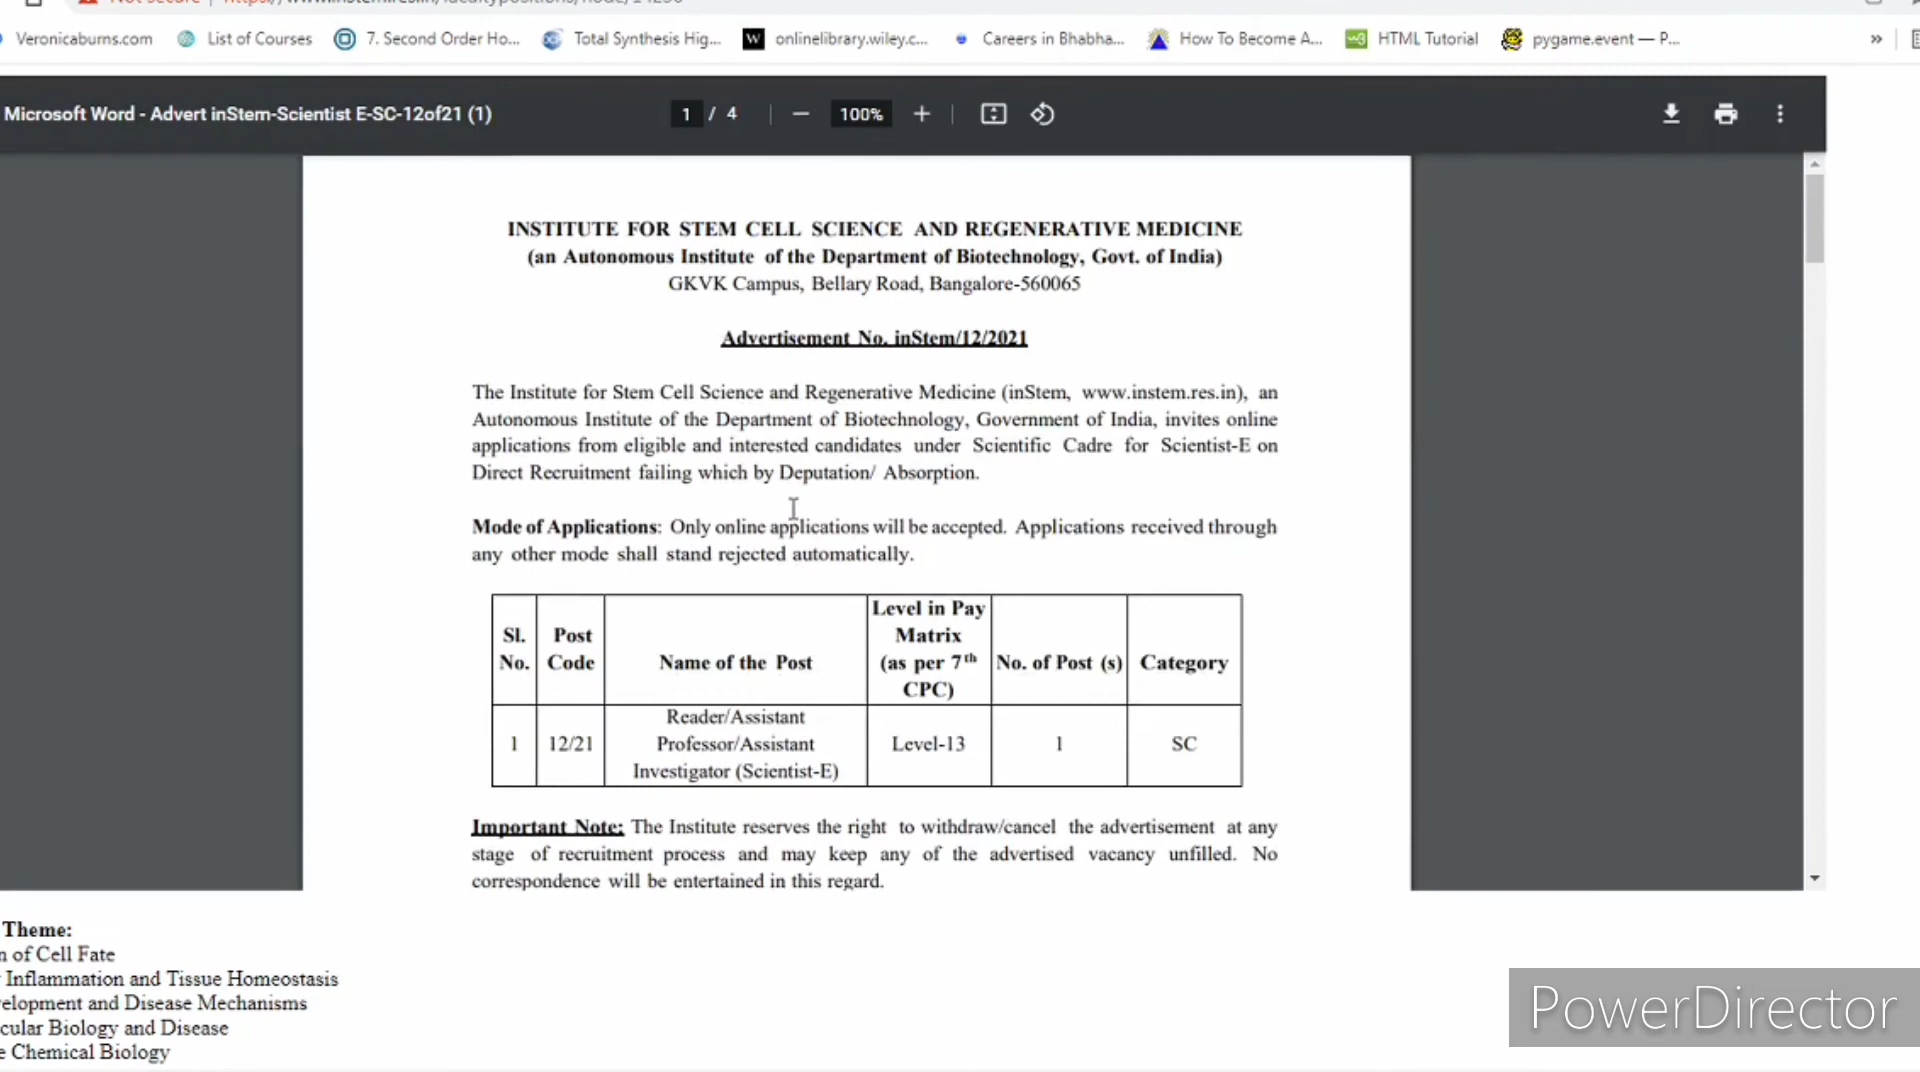 Not secure
Veronicaburns.com List of Courses 7. Second Order Ho... Total Synthesis Hig... onlinelibrary.wiley.c... Careers in Bhabha... How To Become A... HTML Tutorial pygame.event — P... »
Microsoft Word - Advert inStem-Scientist E-SC-12of21 (1) 1 / 4 — 100% +
INSTITUTE FOR STEM CELL SCIENCE AND REGENERATIVE MEDICINE
(an Autonomous Institute of the Department of Biotechnology, Govt. of India)
GKVK Campus, Bellary Road, Bangalore-560065
Advertisement No. inStem/12/2021
The Institute for Stem Cell Science and Regenerative Medicine (inStem, www.instem.res.in), an
Autonomous Institute of the Department of Biotechnology, Government of India, invites online
applications from eligible and interested candidates under Scientific Cadre for Scientist-E on
Direct Recruitment failing which by Deputation/ Absorption.
Mode of Applications: Only online applications will be accepted. Applications received through
any other mode shall stand rejected automatically.
Sl. No. Post Code Name of the Post Level in Pay Matrix (as per 7th CPC) No. of Post (s) Category
1 12/21 Reader/Assistant Professor/Assistant Investigator (Scientist-E) Level-13 1 SC
Important Note: The Institute reserves the right to withdraw/cancel the advertisement at any
stage of recruitment process and may keep any of the advertised vacancy unfilled. No
correspondence will be entertained in this regard.
Theme:
n of Cell Fate
Inflammation and Tissue Homeostasis
elopment and Disease Mechanisms
cular Biology and Disease
e Chemical Biology
PowerDirector